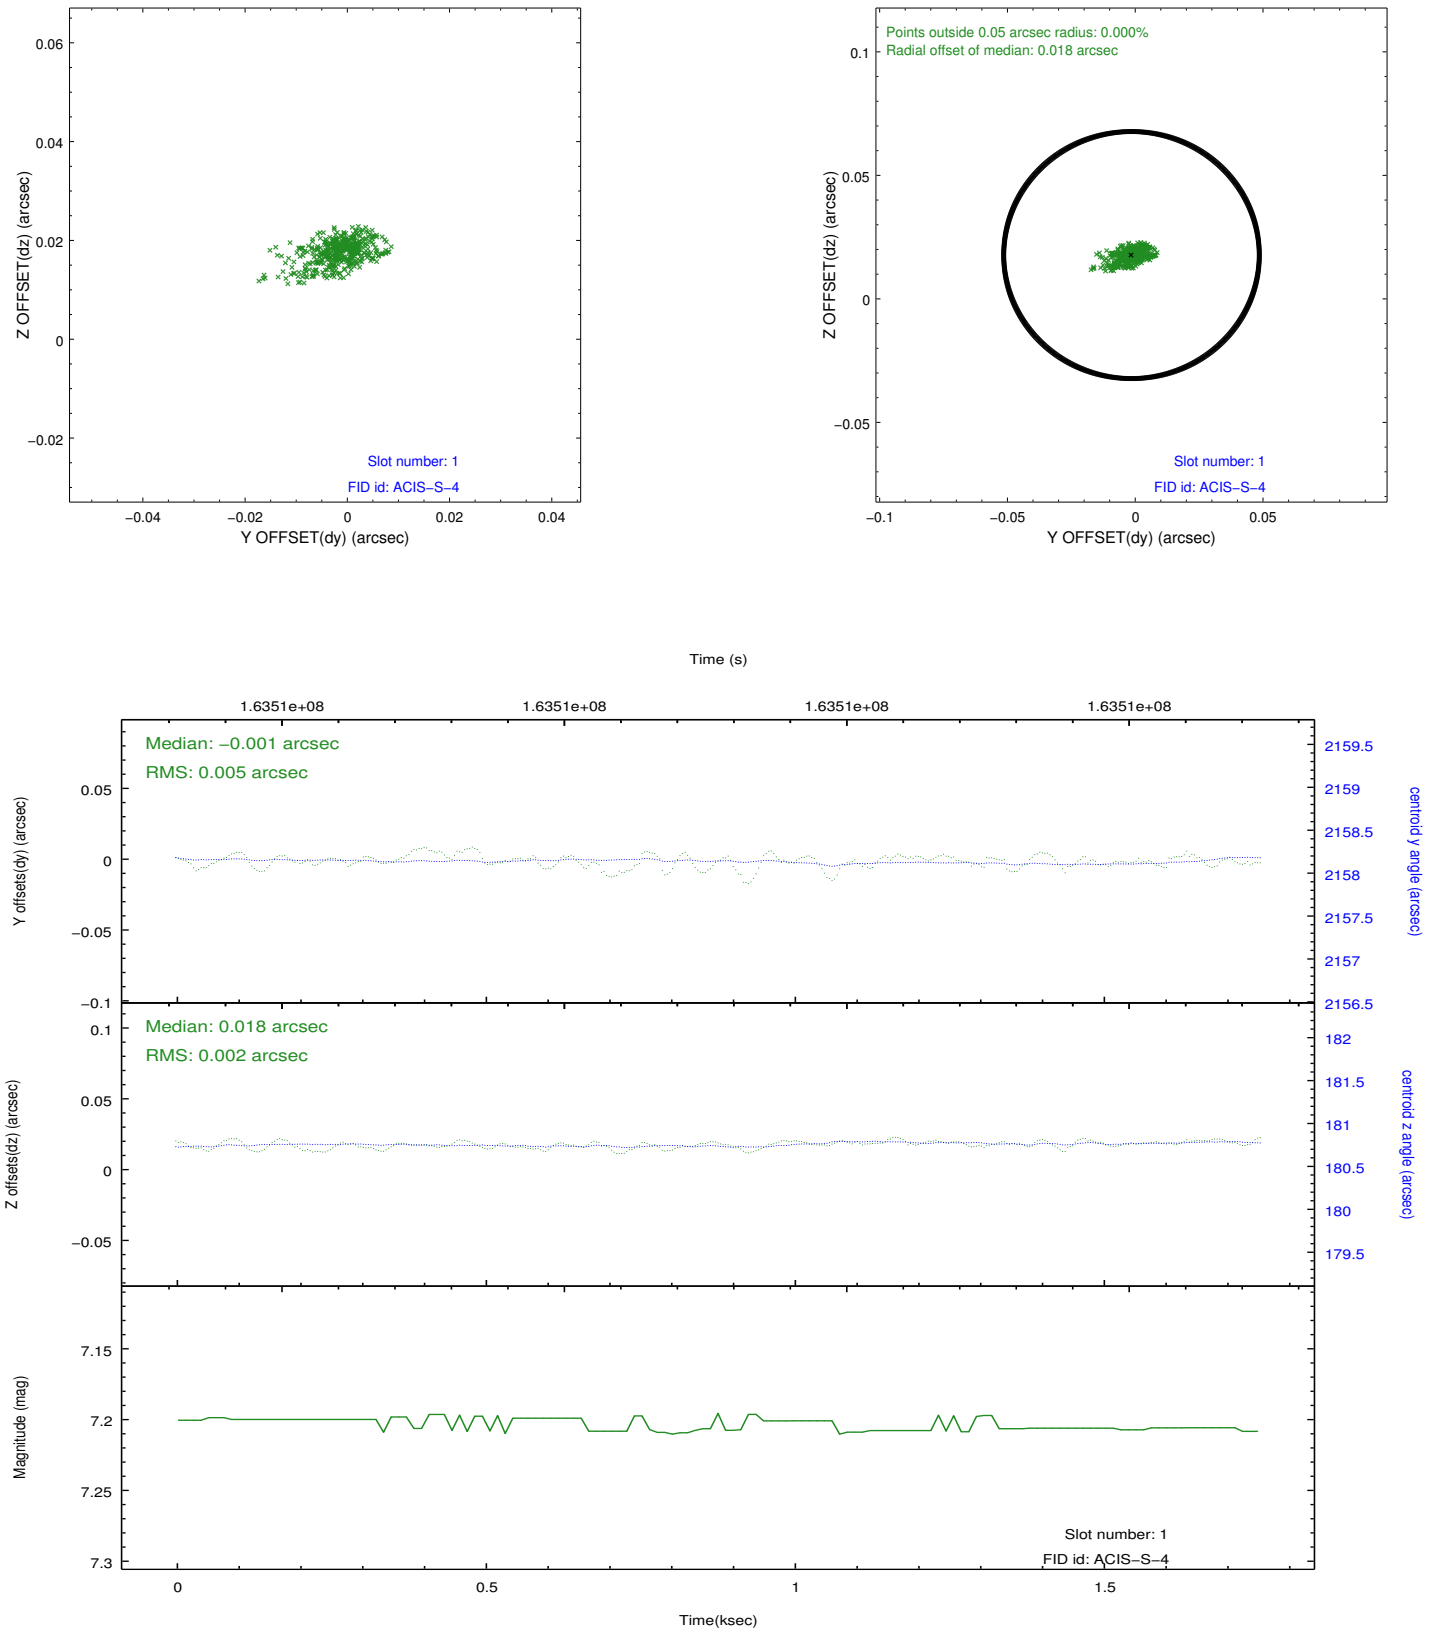 0.06
0.04
0.02
0
−0.02
Z OFFSET(dz) (arcsec)
Slot number: 1
FID id: ACIS−S−4
−0.04
−0.02
0
0.02
0.04
Y OFFSET(dy) (arcsec)
Points outside 0.05 arcsec radius: 0.000%
Radial offset of median: 0.018 arcsec
0.1
0.05
0
−0.05
Z OFFSET(dz) (arcsec)
Slot number: 1
FID id: ACIS−S−4
−0.1
−0.05
0
0.05
Y OFFSET(dy) (arcsec)
Time (s)
1.6351e+08
1.6351e+08
1.6351e+08
1.6351e+08
Median: −0.001 arcsec
RMS: 0.005 arcsec
0.05
0
−0.05
−0.1
Y offsets(dy) (arcsec)
2159.5
2159
2158.5
2158
2157.5
2157
2156.5
centroid y angle (arcsec)
Median: 0.018 arcsec
RMS: 0.002 arcsec
0.1
0.05
0
−0.05
Z offsets(dz) (arcsec)
182
181.5
181
180.5
180
179.5
centroid z angle (arcsec)
7.15
7.2
7.25
7.3
Magnitude (mag)
Slot number: 1
FID id: ACIS−S−4
0
0.5
1
1.5
Time(ksec)